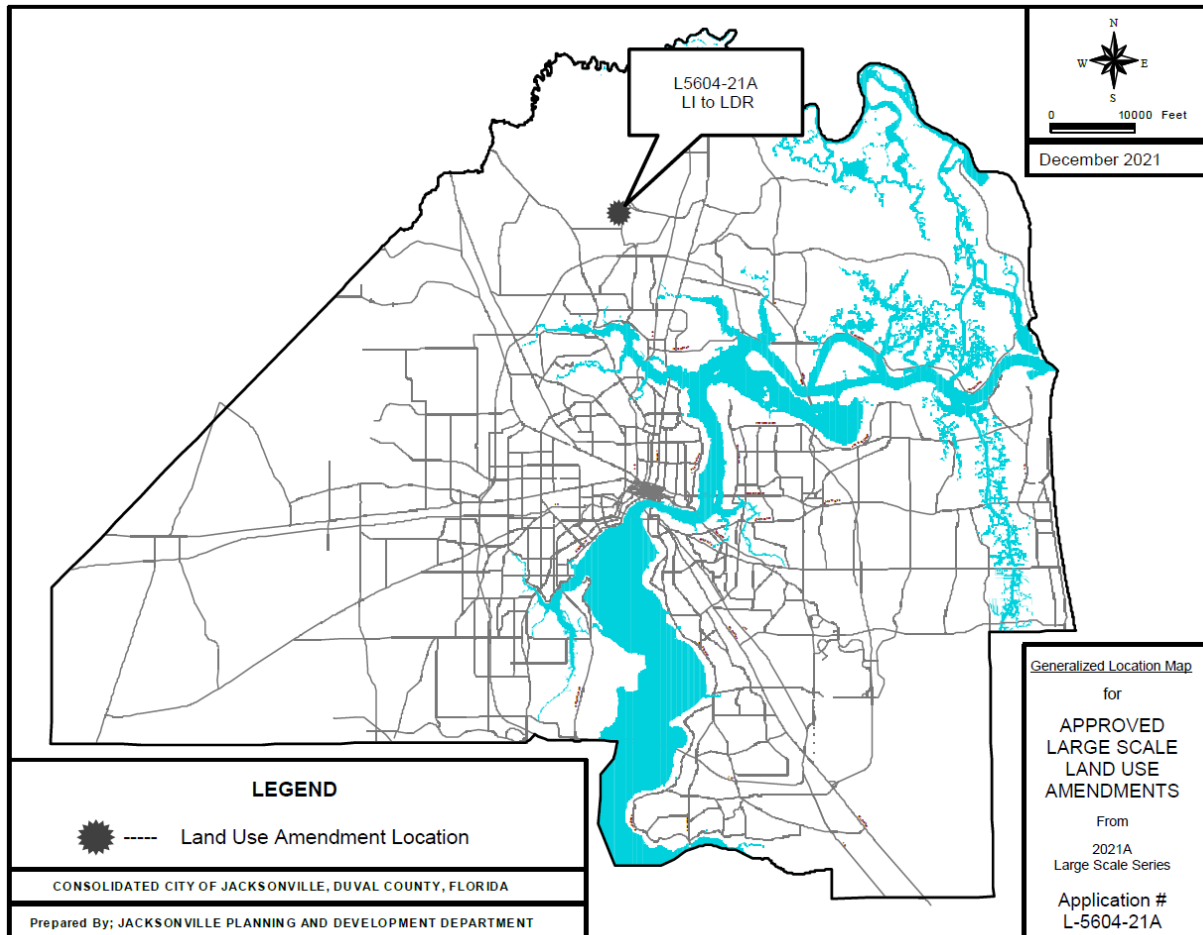 L5604-21A
LI to LDR
N
W E
S
0 10000 Feet
December 2021
Generalized Location Map
for
APPROVED
LARGE SCALE
LAND USE
AMENDMENTS
From
2021A
Large Scale Series
Application #
L-5604-21A
LEGEND
----- Land Use Amendment Location
CONSOLIDATED CITY OF JACKSONVILLE, DUVAL COUNTY, FLORIDA
Prepared By; JACKSONVILLE PLANNING AND DEVELOPMENT DEPARTMENT